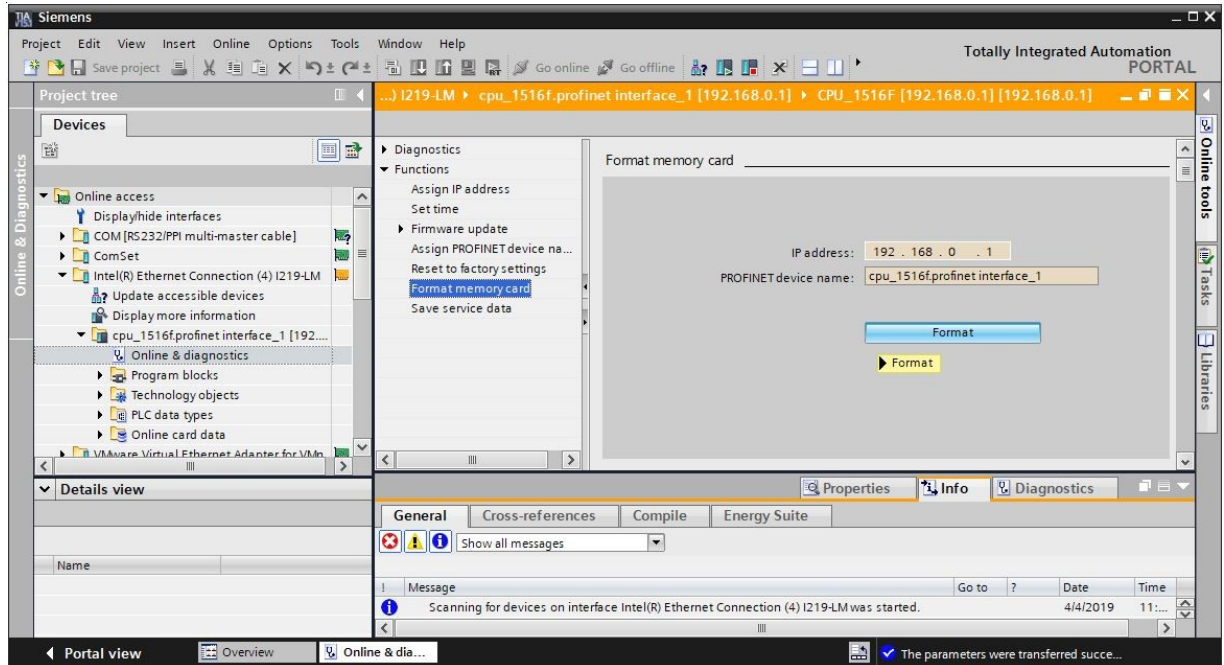 Siemens
Project Edit View Insert Online Options Tools Window Help
Totally Integrated Automation
PORTAL
Save project Go online Go offline
Project tree
...) I219-LM cpu_1516f.profinet interface_1 [192.168.0.1] CPU_1516F [192.168.0.1] [192.168.0.1]
Devices
Online & Diagnostics
Online access
Display/hide interfaces
COM [RS232/PPI multi-master cable]
ComSet
Intel(R) Ethernet Connection (4) I219-LM
Update accessible devices
Display more information
cpu_1516f.profinet interface_1 [192....
Online & diagnostics
Program blocks
Technology objects
PLC data types
Online card data
VMware Virtual Ethernet Adapter for VMn
Details view
Name
Diagnostics
Functions
Assign IP address
Set time
Firmware update
Assign PROFINET device na...
Reset to factory settings
Format memory card
Save service data
Format memory card
IP address: 192 . 168 . 0 . 1
PROFINET device name: cpu_1516f.profinet interface_1
Format
Format
Online tools
Tasks
Libraries
Properties Info Diagnostics
General Cross-references Compile Energy Suite
Show all messages
! Message Go to ? Date Time
Scanning for devices on interface Intel(R) Ethernet Connection (4) I219-LM was started. 4/4/2019 11:...
Portal view Overview Online & dia... The parameters were transferred succe...